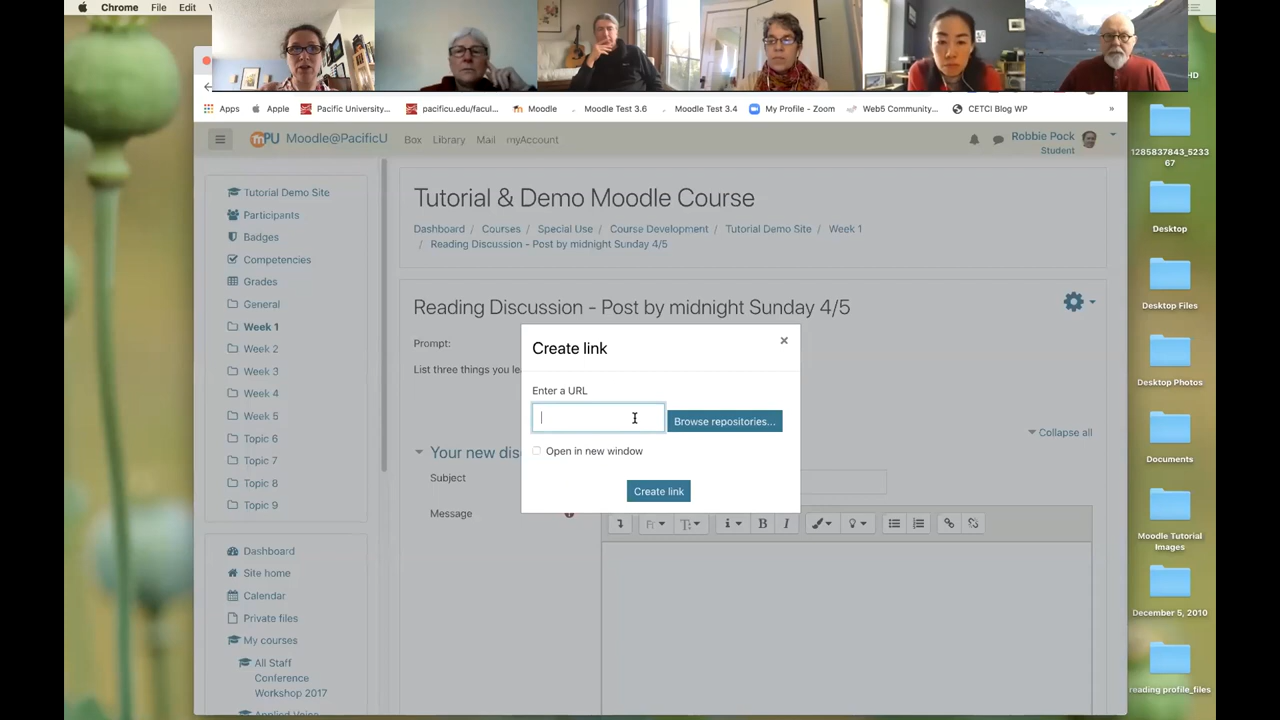 Chrome File Edit
HD
Apps Apple Pacific University... pacificu.edu/facul... Moodle Moodle Test 3.6 Moodle Test 3.4 My Profile - Zoom Web5 Community... CETCI Blog WP »
mPU Moodle@PacificU Box Library Mail myAccount
Robbie Pock
Student
Tutorial Demo Site
Participants
Badges
Competencies
Grades
General
Week 1
Week 2
Week 3
Week 4
Week 5
Topic 6
Topic 7
Topic 8
Topic 9
Dashboard
Site home
Calendar
Private files
My courses
All Staff
Conference
Workshop 2017
Tutorial & Demo Moodle Course
Dashboard / Courses / Special Use / Course Development / Tutorial Demo Site / Week 1
/ Reading Discussion - Post by midnight Sunday 4/5
Reading Discussion - Post by midnight Sunday 4/5
Prompt:
List three things you le
Create link ×
Enter a URL
Browse repositories...
Open in new window
Create link
Collapse all
Your new dis
Subject
Message
B I
1285837843_5233
67
Desktop
Desktop Files
Desktop Photos
Documents
Moodle Tutorial
Images
December 5, 2010
reading profile_files